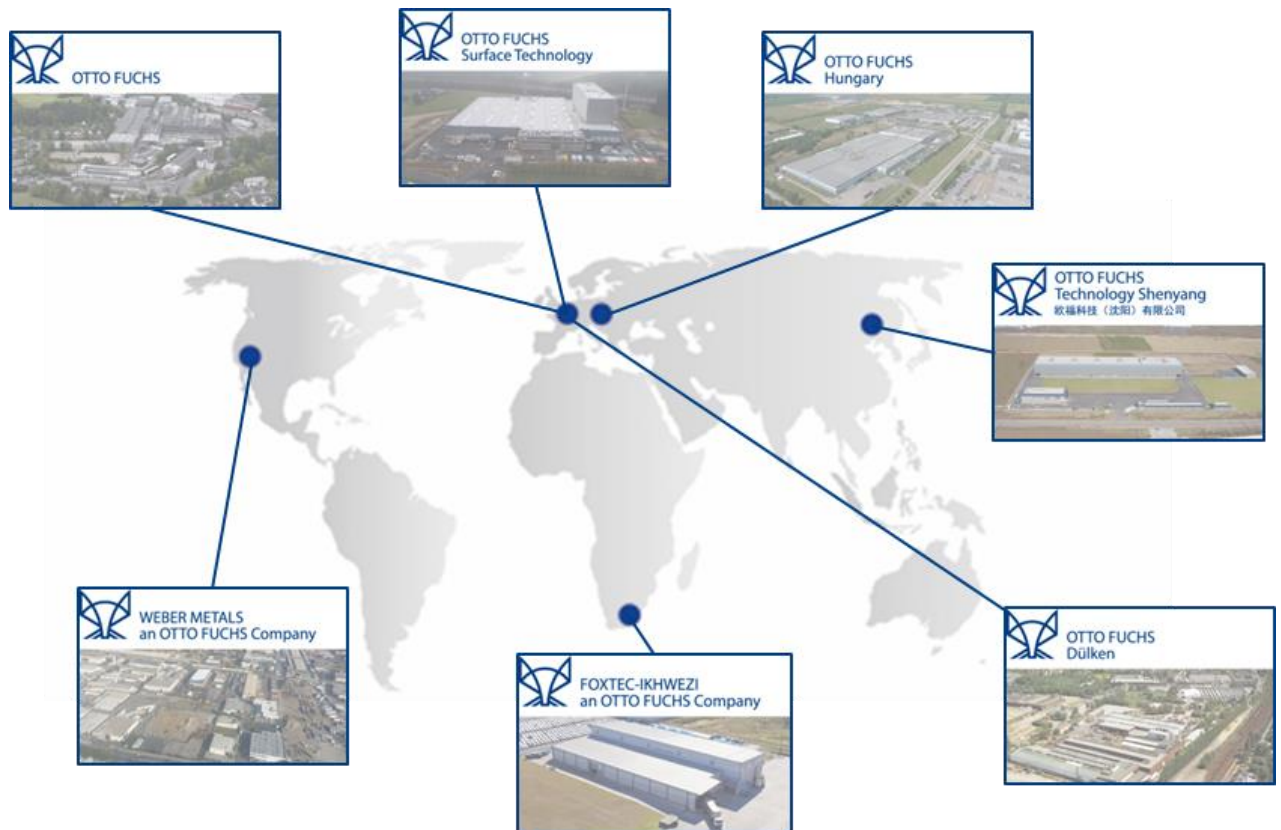 OTTO FUCHS
OTTO FUCHS
Surface Technology
OTTO FUCHS
Hungary
OTTO FUCHS
Technology Shenyang
欧福科技（沈阳）有限公司
WEBER METALS
an OTTO FUCHS Company
FOXTEC-IKHWEZI
an OTTO FUCHS Company
OTTO FUCHS
Dülken